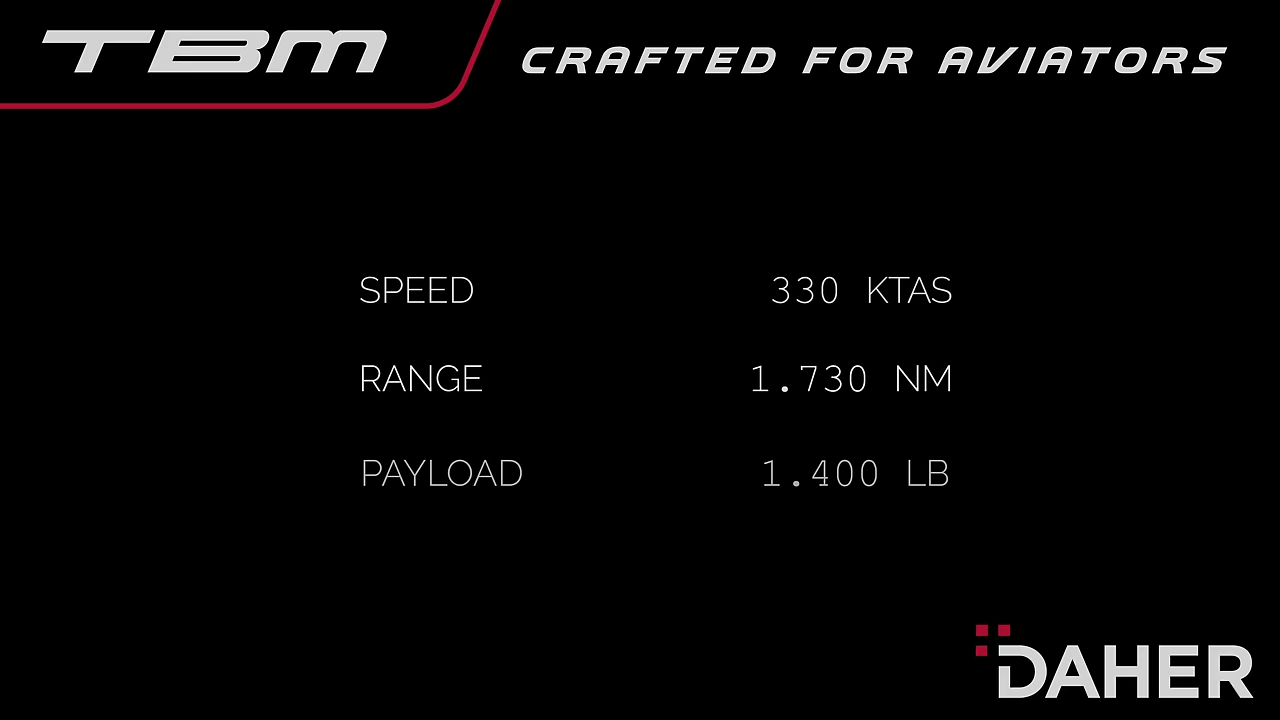 TBM
CRAFTED FOR AVIATORS
SPEED 330 KTAS
RANGE 1.730 NM
PAYLOAD 1.400 LB
DAHER